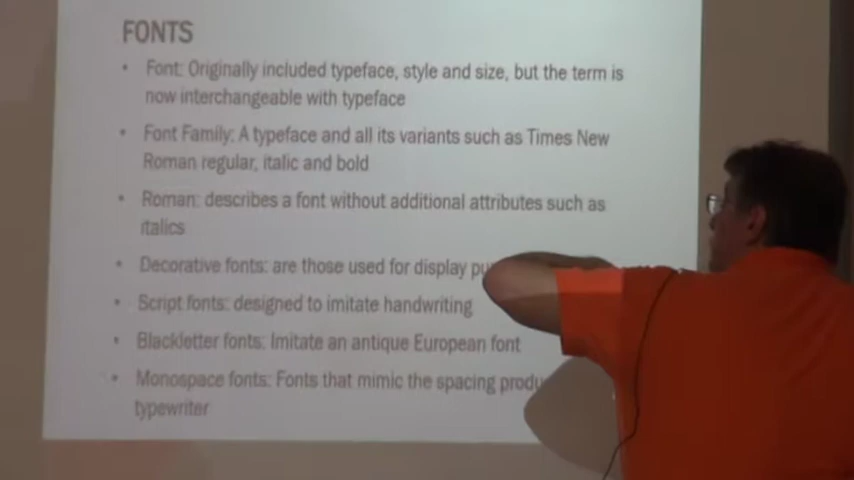 FONTS
• Font: Originally included typeface, style and size, but the term is
now interchangeable with typeface
• Font Family: A typeface and all its variants such as Times New
Roman regular, italic and bold
• Roman: describes a font without additional attributes such as
italics
• Decorative fonts: are those used for display
• Script fonts: designed to imitate handwriting
• Blackletter fonts: Imitate an antique European font
• Monospace fonts: Fonts that mimic the spacing
typewriter